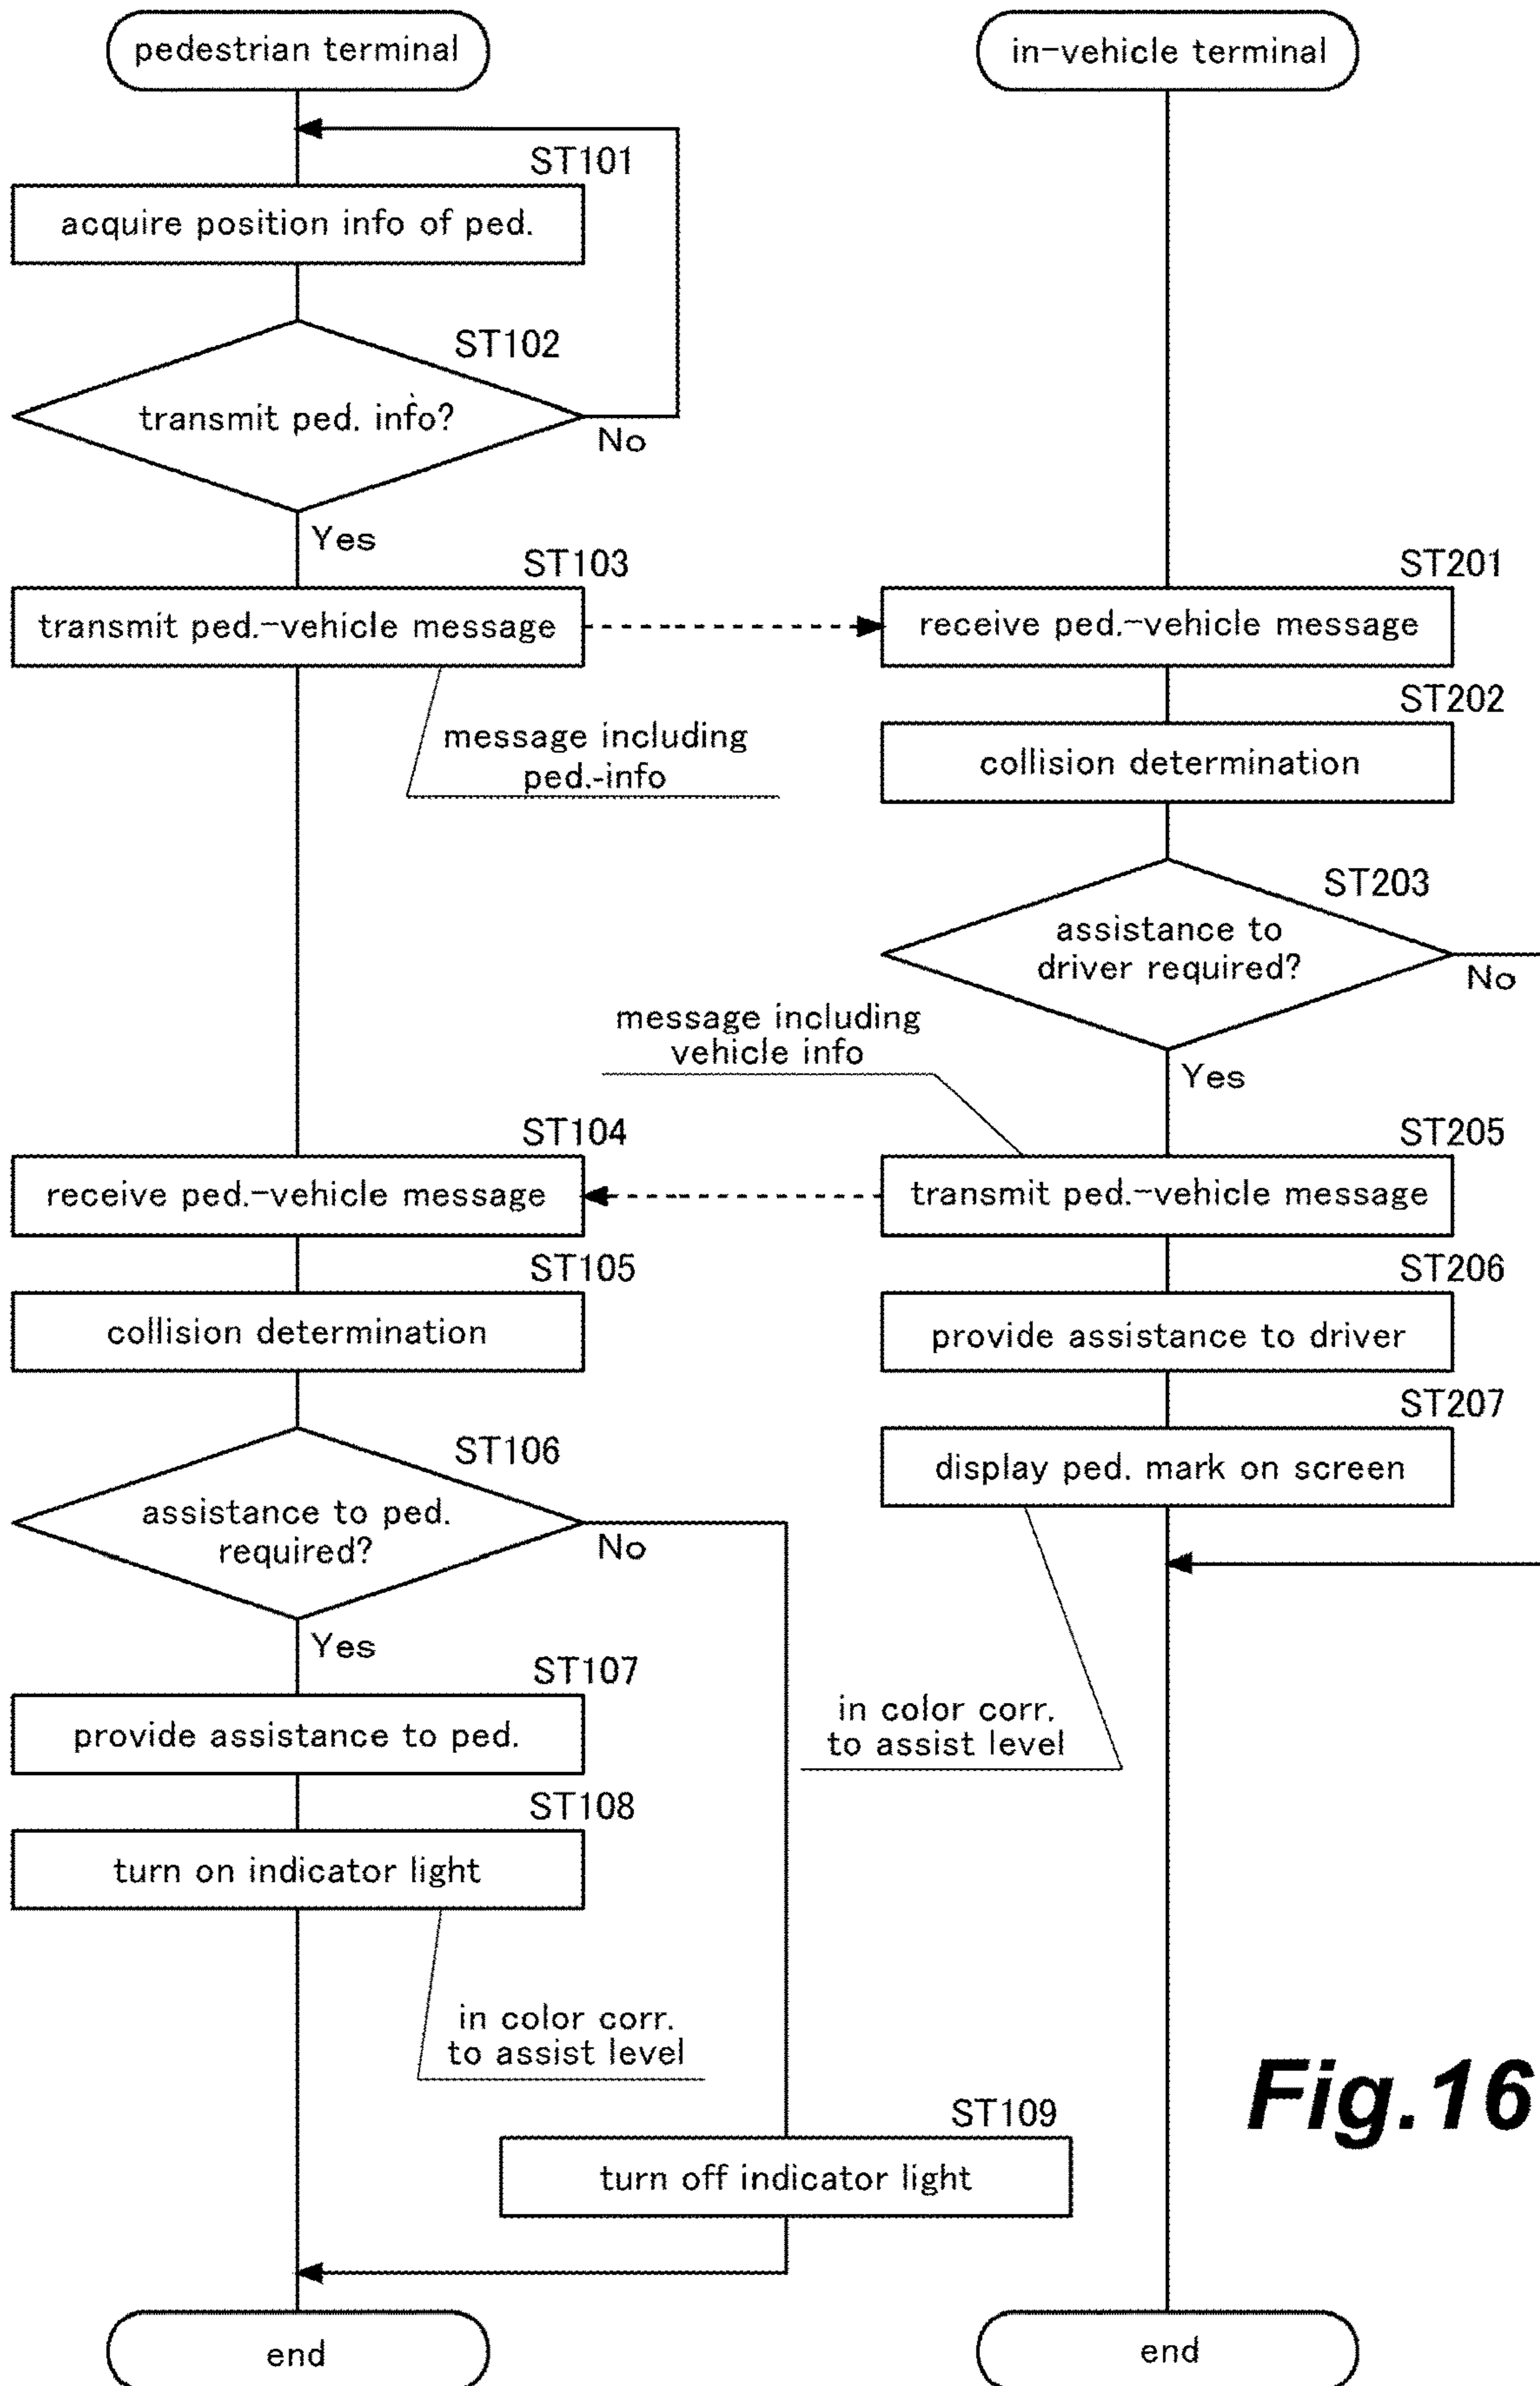 pedestrian terminal
in-vehicle terminal
ST101
acquire position info of ped.
ST102
transmit ped. info?
No
Yes
ST103
transmit ped.-vehicle message
message including
ped.-info
ST201
receive ped.-vehicle message
ST202
collision determination
ST203
assistance to
driver required?
No
Yes
message including
vehicle info
ST104
receive ped.-vehicle message
ST205
transmit ped.-vehicle message
ST105
collision determination
ST206
provide assistance to driver
ST207
display ped. mark on screen
in color corr.
to assist level
ST106
assistance to ped.
required?
No
Yes
ST107
provide assistance to ped.
ST108
turn on indicator light
in color corr.
to assist level
ST109
turn off indicator light
Fig.16
end
end